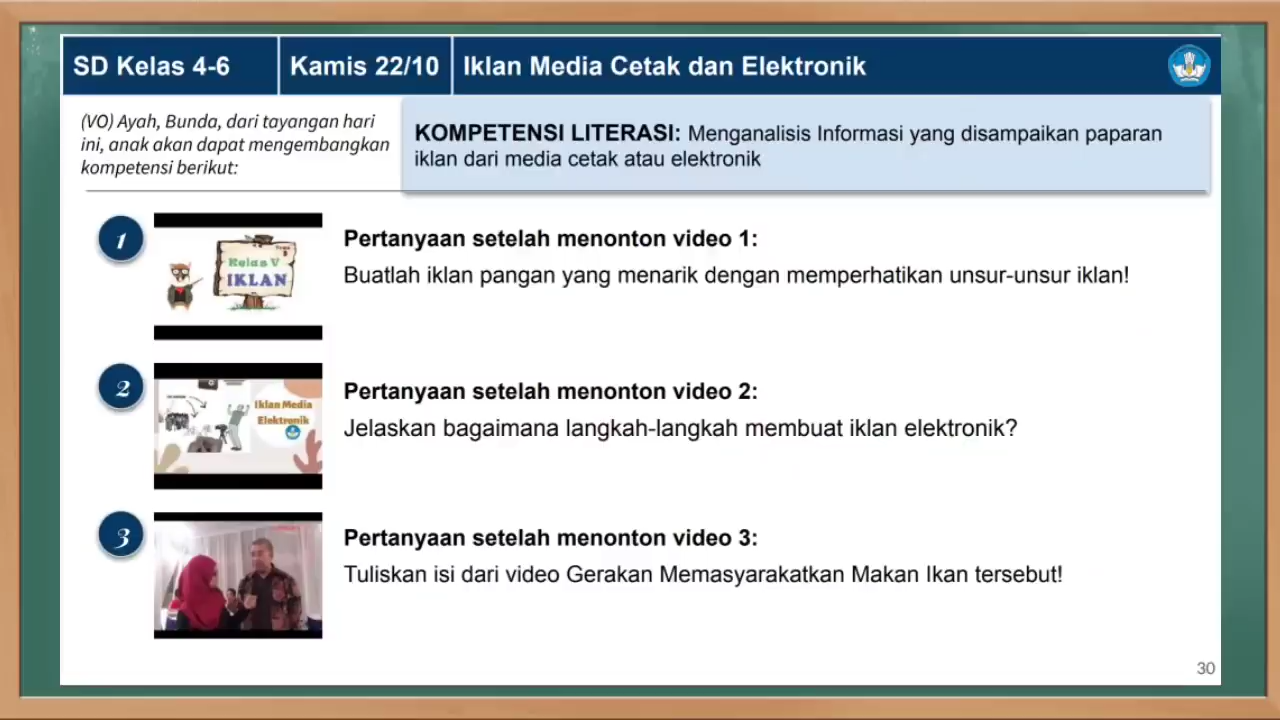 SD Kelas 4-6
Kamis 22/10
Iklan Media Cetak dan Elektronik
(VO) Ayah, Bunda, dari tayangan hari
ini, anak akan dapat mengembangkan
kompetensi berikut:
KOMPETENSI LITERASI: Menganalisis Informasi yang disampaikan paparan
iklan dari media cetak atau elektronik
1
Kelas V
IKLAN
Pertanyaan setelah menonton video 1:
Buatlah iklan pangan yang menarik dengan memperhatikan unsur-unsur iklan!
2
Iklan Media
Elektronik
Pertanyaan setelah menonton video 2:
Jelaskan bagaimana langkah-langkah membuat iklan elektronik?
3
Pertanyaan setelah menonton video 3:
Tuliskan isi dari video Gerakan Memasyarakatkan Makan Ikan tersebut!
30